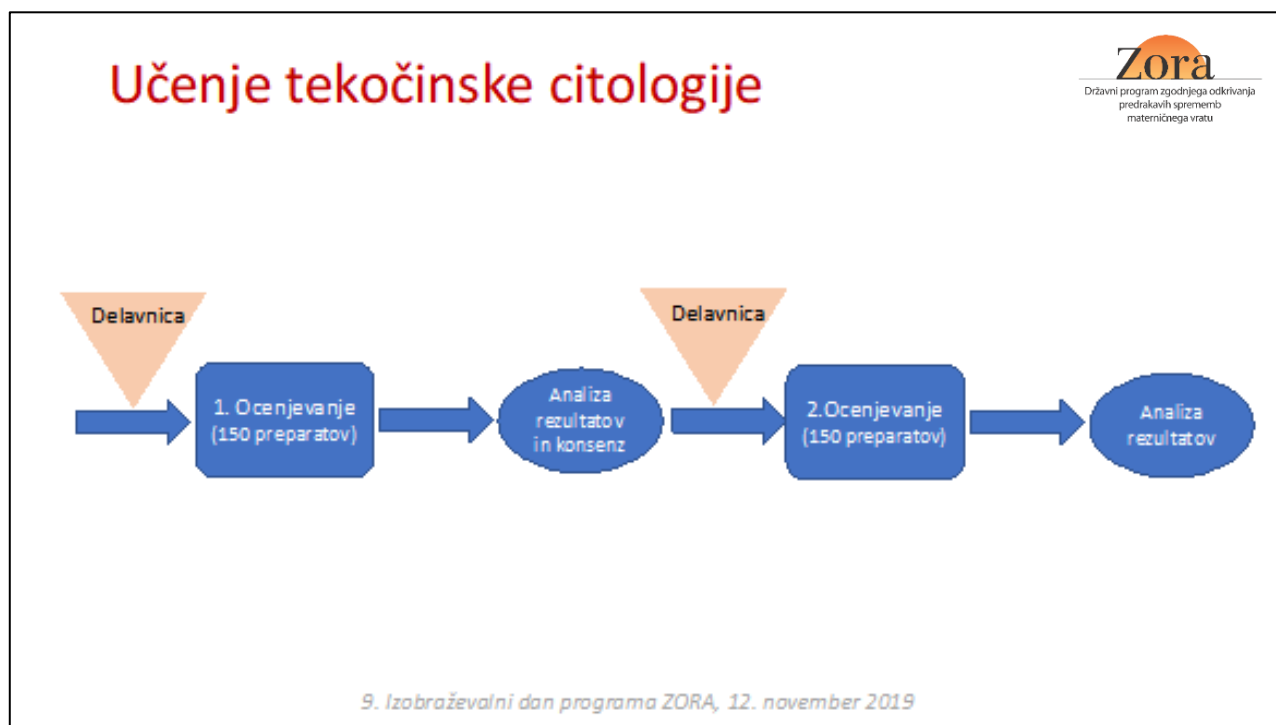 Učenje tekočinske citologije
Zora
Državni program zgodnjega odkrivanja
predrakavih sprememb
materničnega vratu
Delavnica
1. Ocenjevanje
(150 preparatov)
Analiza
rezultatov
in konsenz
Delavnica
2.Ocenjevanje
(150 preparatov)
Analiza
rezultatov
9. Izobraževalni dan programa ZORA, 12. november 2019